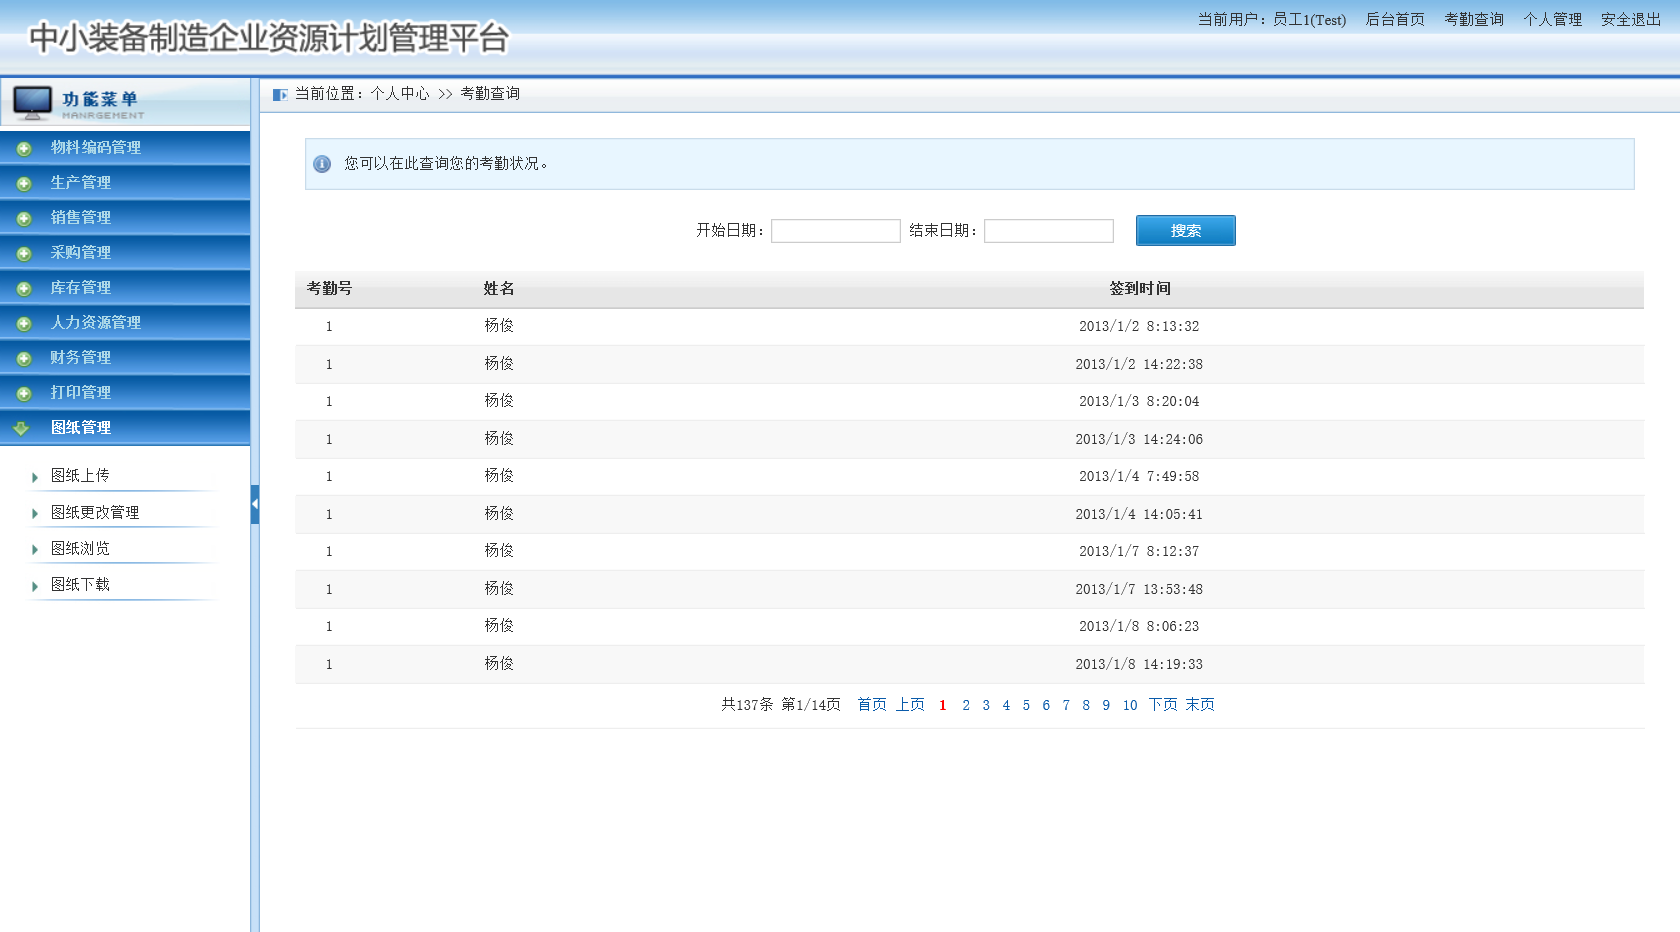 中小装备制造企业资源计划管理平台
当前用户：员工1(Test) 后台首页 考勤查询 个人管理 安全退出
功能菜单
MANRGEMENT
物料编码管理
生产管理
销售管理
采购管理
库存管理
人力资源管理
财务管理
打印管理
图纸管理
图纸上传
图纸更改管理
图纸浏览
图纸下载
当前位置：个人中心 >> 考勤查询
您可以在此查询您的考勤状况。
开始日期： 结束日期： 搜索
考勤号 姓名 签到时间
1 杨俊 2013/1/2 8:13:32
1 杨俊 2013/1/2 14:22:38
1 杨俊 2013/1/3 8:20:04
1 杨俊 2013/1/3 14:24:06
1 杨俊 2013/1/4 7:49:58
1 杨俊 2013/1/4 14:05:41
1 杨俊 2013/1/7 8:12:37
1 杨俊 2013/1/7 13:53:48
1 杨俊 2013/1/8 8:06:23
1 杨俊 2013/1/8 14:19:33
共137条 第1/14页 首页 上页 1 2 3 4 5 6 7 8 9 10 下页 末页